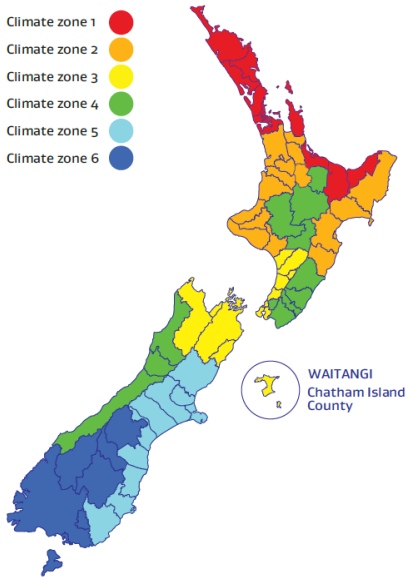 Climate zone 1
Climate zone 2
Climate zone 3
Climate zone 4
Climate zone 5
Climate zone 6
WAITANGI
Chatham Island
County